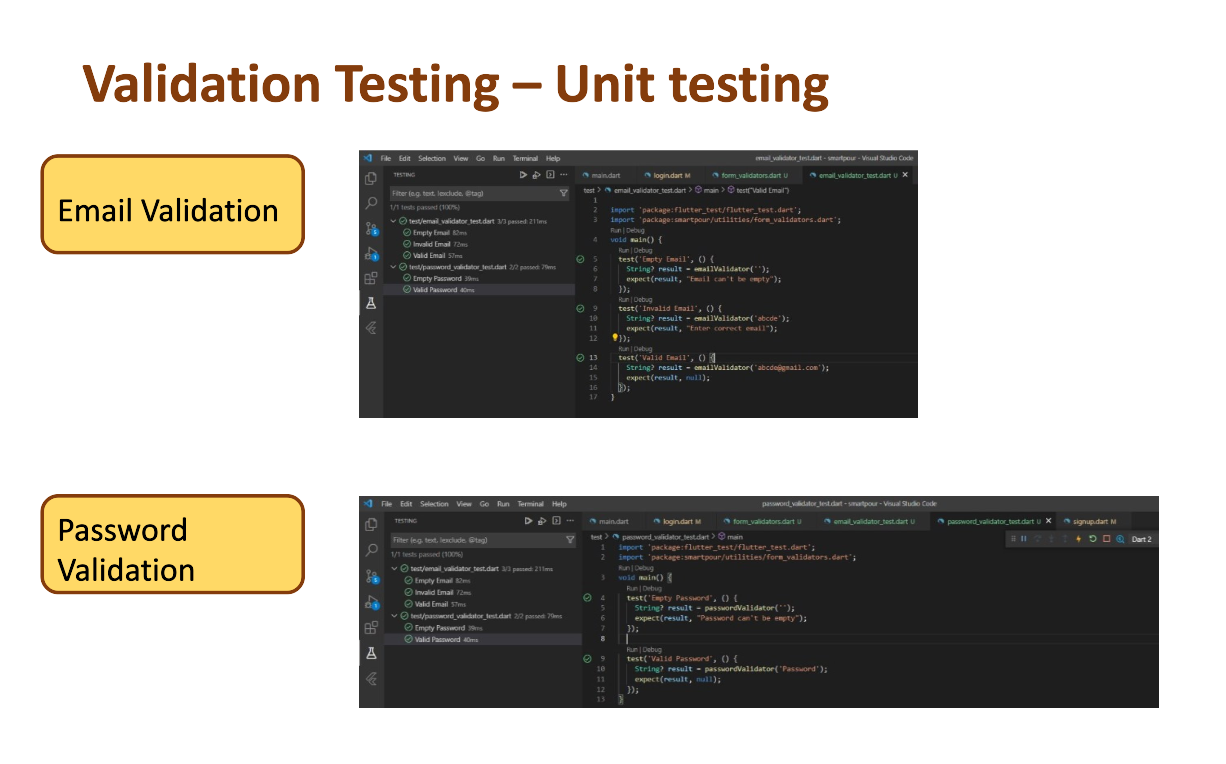 Validation Testing – Unit testing
Email Validation
File Edit Selection View Go Run Terminal Help
email_validator_test.dart - smartpour - Visual Studio Code
TESTING
Filter (e.g. text, !exclude, @tag)
1/1 tests passed (100%)
test/email_validator_test.dart 3/3 passed: 211ms
Empty Email 82ms
Invalid Email 72ms
Valid Email 57ms
test/password_validator_test.dart 2/2 passed: 79ms
Empty Password 39ms
Valid Password 40ms
main.dart login.dart M form_validators.dart U email_validator_test.dart U
test > email_validator_test.dart > main > test("Valid Email")
1
2 import 'package:flutter_test/flutter_test.dart';
3 import 'package:smartpour/utilities/form_validators.dart';
Run | Debug
4 void main() {
Run | Debug
5 test('Empty Email', () {
6 String? result = emailValidator('');
7 expect(result, "Email can't be empty");
8 });
Run | Debug
9 test('Invalid Email', () {
10 String? result = emailValidator('abcde');
11 expect(result, "Enter correct email");
12 });
Run | Debug
13 test('Valid Email', () {
14 String? result = emailValidator('abcde@gmail.com');
15 expect(result, null);
16 });
17 }
Password
Validation
File Edit Selection View Go Run Terminal Help
password_validator_test.dart - smartpour - Visual Studio Code
TESTING
Filter (e.g. text, !exclude, @tag)
1/1 tests passed (100%)
test/email_validator_test.dart 3/3 passed: 211ms
Empty Email 82ms
Invalid Email 72ms
Valid Email 57ms
test/password_validator_test.dart 2/2 passed: 79ms
Empty Password 39ms
Valid Password 40ms
main.dart login.dart M form_validators.dart U email_validator_test.dart U password_validator_test.dart U signup.dart M
test > password_validator_test.dart > main
Dart 2
1 import 'package:flutter_test/flutter_test.dart';
2 import 'package:smartpour/utilities/form_validators.dart';
Run | Debug
3 void main() {
Run | Debug
4 test('Empty Password', () {
5 String? result = passwordValidator('');
6 expect(result, "Password can't be empty");
7 });
8
Run | Debug
9 test('Valid Password', () {
10 String? result = passwordValidator('Password');
11 expect(result, null);
12 });
13 }